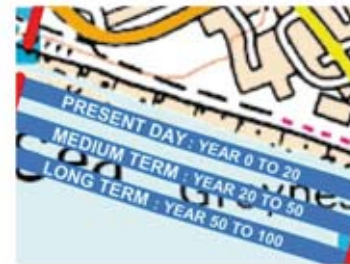 PRESENT DAY : YEAR 0 TO 20
MEDIUM TERM : YEAR 20 TO 50
LONG TERM : YEAR 50 TO 100